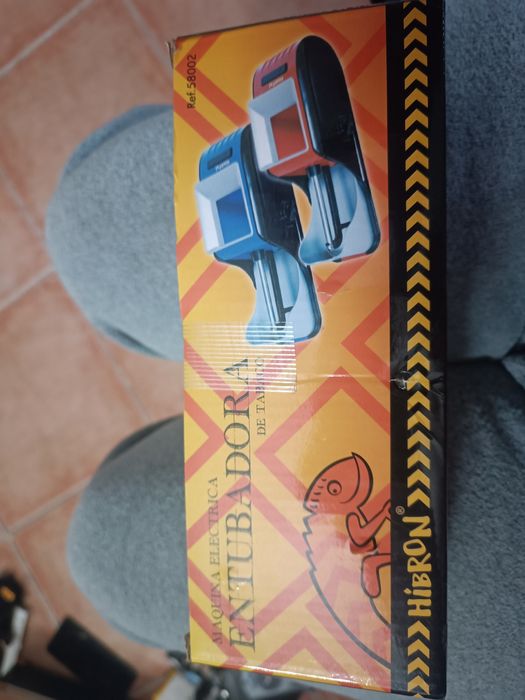 Ref. 58002
MAQUINA ELECTRICA
ENTUBADORA
DE TABACO
HiBRON®